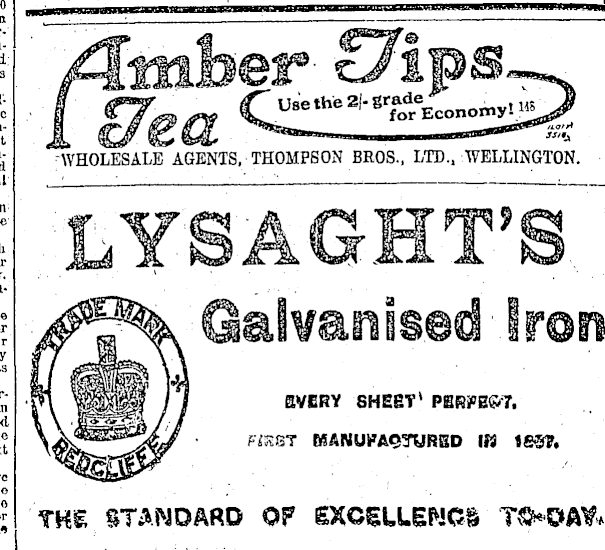 Amber Tips
Tea
Use the 2/- grade
for Economy! 146
WHOLESALE AGENTS, THOMPSON BROS., LTD., WELLINGTON.
LYSAGHT'S
Galvanised Iron
TRADE MARK
REDCLIFFE
EVERY SHEET PERFECT.
FIRST MANUFACTURED IN 1857.
THE STANDARD OF EXCELLENCE TO-DAY.